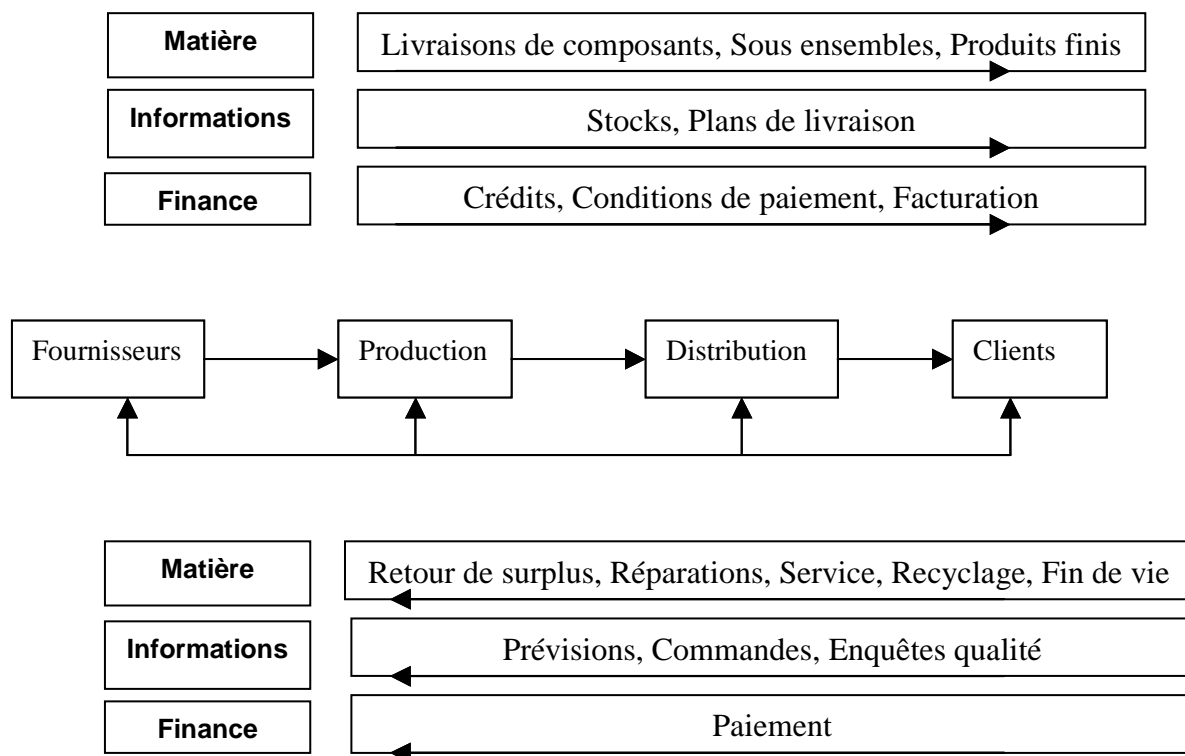 Matière
Livraisons de composants, Sous ensembles, Produits finis
Informations
Stocks, Plans de livraison
Finance
Crédits, Conditions de paiement, Facturation
Fournisseurs
Production
Distribution
Clients
Matière
Retour de surplus, Réparations, Service, Recyclage, Fin de vie
Informations
Prévisions, Commandes, Enquêtes qualité
Finance
Paiement